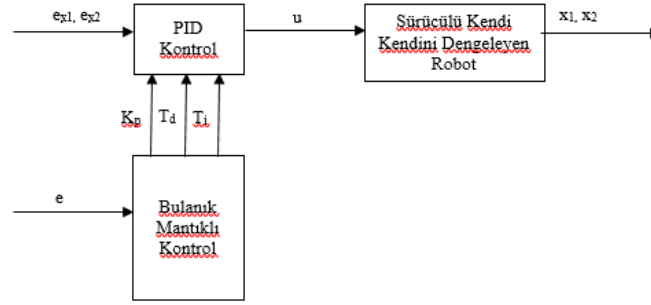 ex1, ex2
PID
Kontrol
u
Sürücülü Kendi
Kendini Dengeleyen
Robot
x1, x2
Kp
Td
Ti
e
Bulanık
Mantıklı
Kontrol